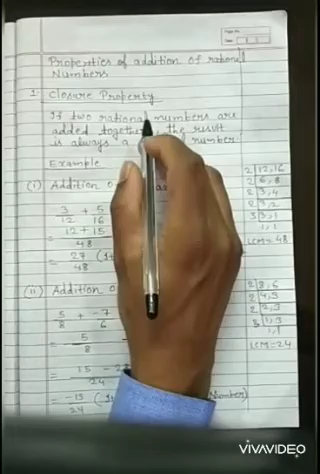 Page No.
Date
Properties of addition of rational
Numbers
1. Closure Property
If two rational numbers are
added together, the result
is always a number
Example
(i) Addition
3/12 + 5/16
= 12 + 15 / 48
= 27/48
2 | 12, 16
2 | 6, 8
2 | 3, 4
2 | 3, 2
3 | 3, 1
1, 1
LCM = 48
(ii) Addition
5/8 + -7/6
= 5/8
= 15 - / 24
= -13/24 Number)
2 | 8, 6
2 | 4, 3
2 | 2, 3
3 | 1, 3
1, 1
LCM = 24
VIVAVIDEO